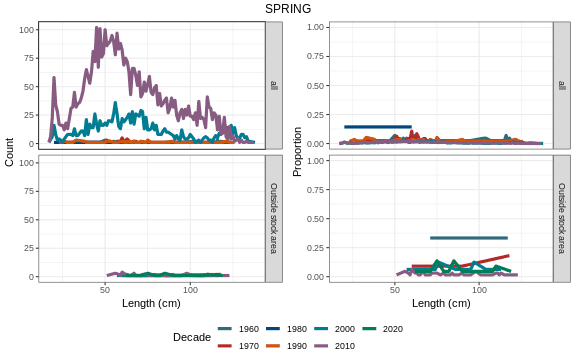 SPRING
Count
100
75
50
25
0
all
100
75
50
25
0
Outside stock area
50
100
Length (cm)
Proportion
1.00
0.75
0.50
0.25
0.00
all
1.00
0.75
0.50
0.25
0.00
Outside stock area
50
100
Length (cm)
Decade
1960 1980 2000 2020
1970 1990 2010